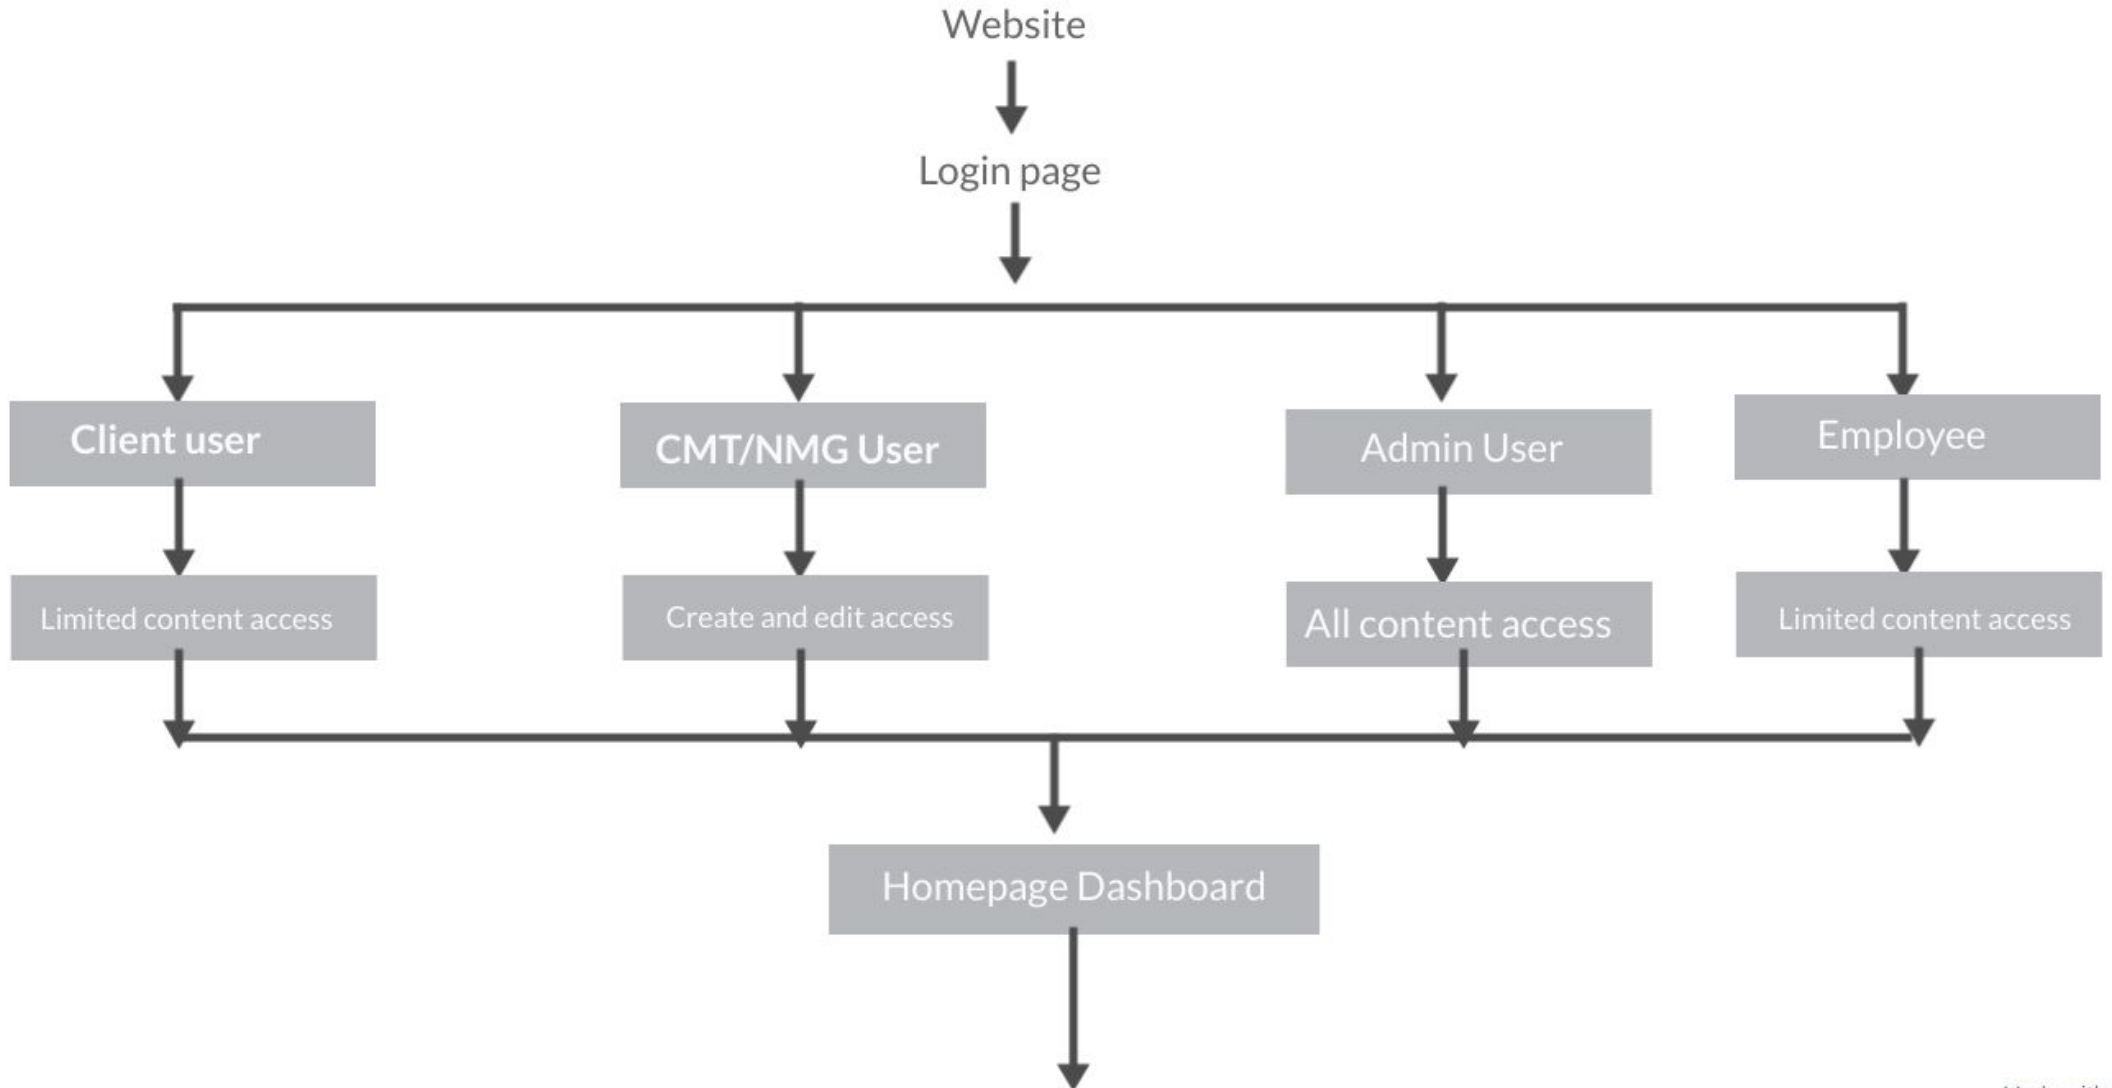 Website
Login page
Client user
CMT/NMG User
Admin User
Employee
Limited content access
Create and edit access
All content access
Limited content access
Homepage Dashboard